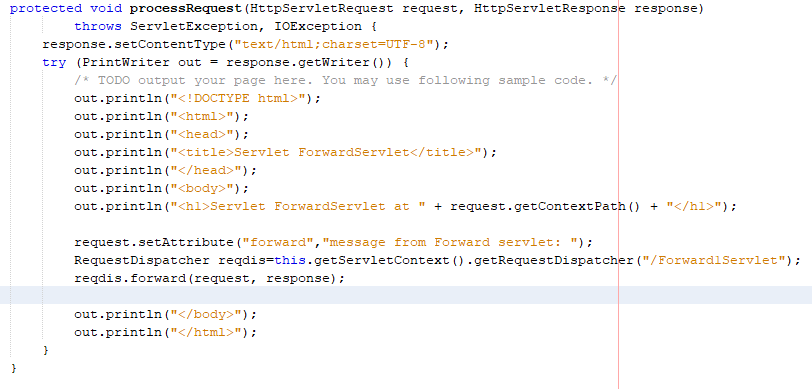 protected void processRequest(HttpServletRequest request, HttpServletResponse response)
throws ServletException, IOException {
response.setContentType("text/html;charset=UTF-8");
try (PrintWriter out = response.getWriter()) {
/* TODO output your page here. You may use following sample code. */
out.println("<!DOCTYPE html>");
out.println("<html>");
out.println("<head>");
out.println("<title>Servlet ForwardServlet</title>");
out.println("</head>");
out.println("<body>");
out.println("<h1>Servlet ForwardServlet at " + request.getContextPath() + "</h1>");
request.setAttribute("forward","message from Forward servlet: ");
RequestDispatcher reqdis=this.getServletContext().getRequestDispatcher("/Forward1Servlet");
reqdis.forward(request, response);
out.println("</body>");
out.println("</html>");
}
}